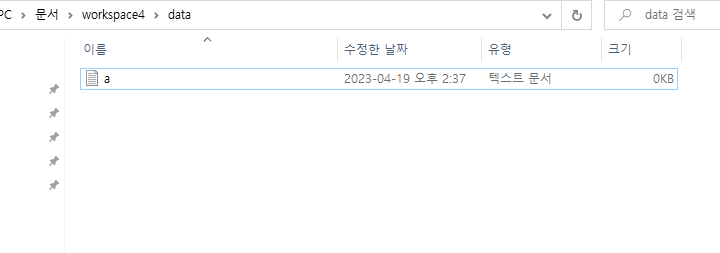 PC > 문서 > workspace4 > data
data 검색
이름 수정한 날짜 유형 크기
a 2023-04-19 오후 2:37 텍스트 문서 0KB